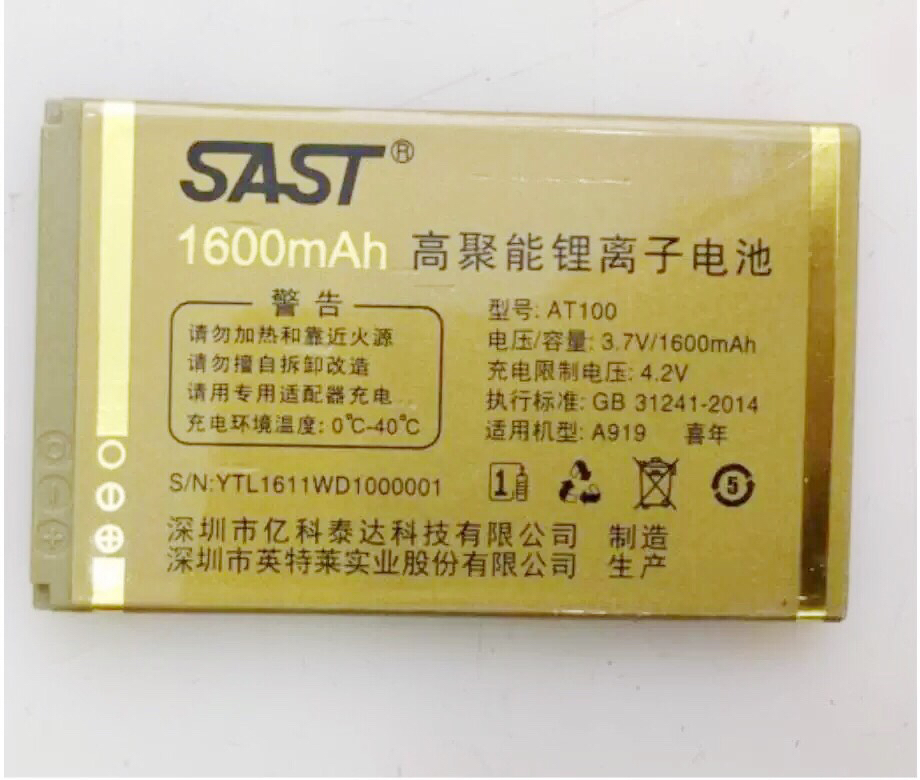 SAST®
1600mAh 高聚能锂离子电池
警告
请勿加热和靠近火源
请勿擅自拆卸改造
请用专用适配器充电
充电环境温度: 0℃-40℃
型号: AT100
电压/容量: 3.7V/1600mAh
充电限制电压: 4.2V
执行标准: GB 31241-2014
适用机型: A919 喜年
S/N:YTL1611WD1000001
1
5
深圳市亿科泰达科技有限公司 制造
深圳市英特莱实业股份有限公司 生产